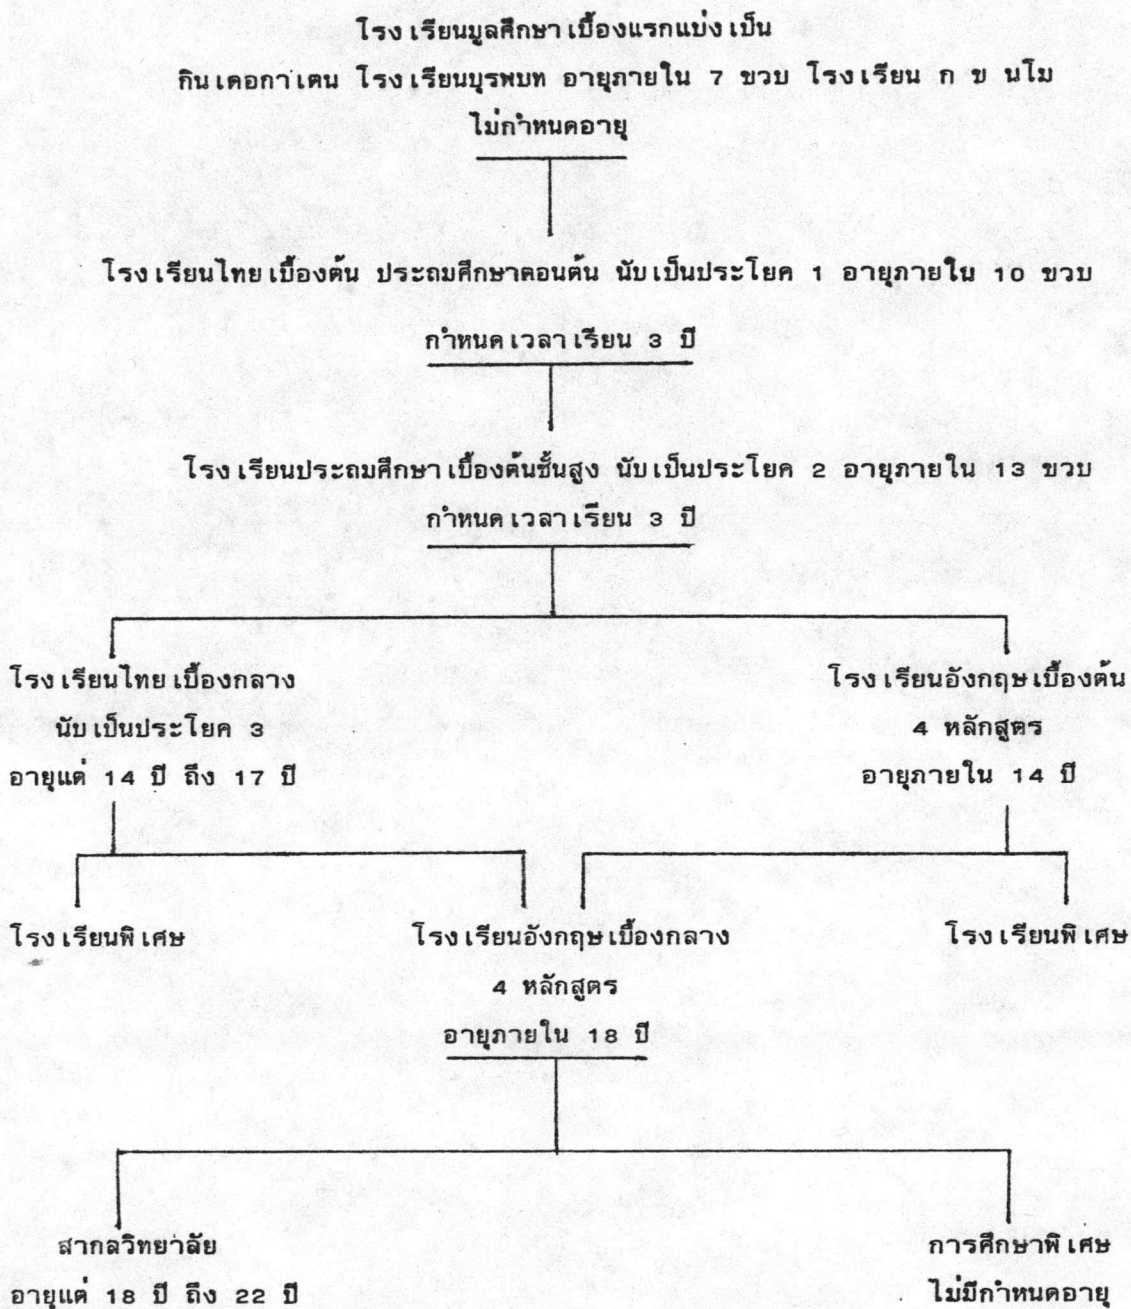 โรงเรียนมูลศึกษาเบื้องแรกแบ่งเป็น
กินเดอกาเตน โรงเรียนบุรพบท อายุภายใน 7 ขวบ โรงเรียน ก ข นโม
ไม่กำหนดอายุ
โรงเรียนไทยเบื้องต้น ประถมศึกษาตอนต้น นับเป็นประโยค 1 อายุภายใน 10 ขวบ
กำหนดเวลาเรียน 3 ปี
โรงเรียนประถมศึกษาเบื้องต้นชั้นสูง นับเป็นประโยค 2 อายุภายใน 13 ขวบ
กำหนดเวลาเรียน 3 ปี
โรงเรียนไทยเบื้องกลาง
นับเป็นประโยค 3
อายุแต่ 14 ปี ถึง 17 ปี
โรงเรียนอังกฤษเบื้องต้น
4 หลักสูตร
อายุภายใน 14 ปี
โรงเรียนพิเศษ
โรงเรียนอังกฤษเบื้องกลาง
4 หลักสูตร
อายุภายใน 18 ปี
โรงเรียนพิเศษ
สากลวิทยาลัย
อายุแต่ 18 ปี ถึง 22 ปี
การศึกษาพิเศษ
ไม่มีกำหนดอายุ